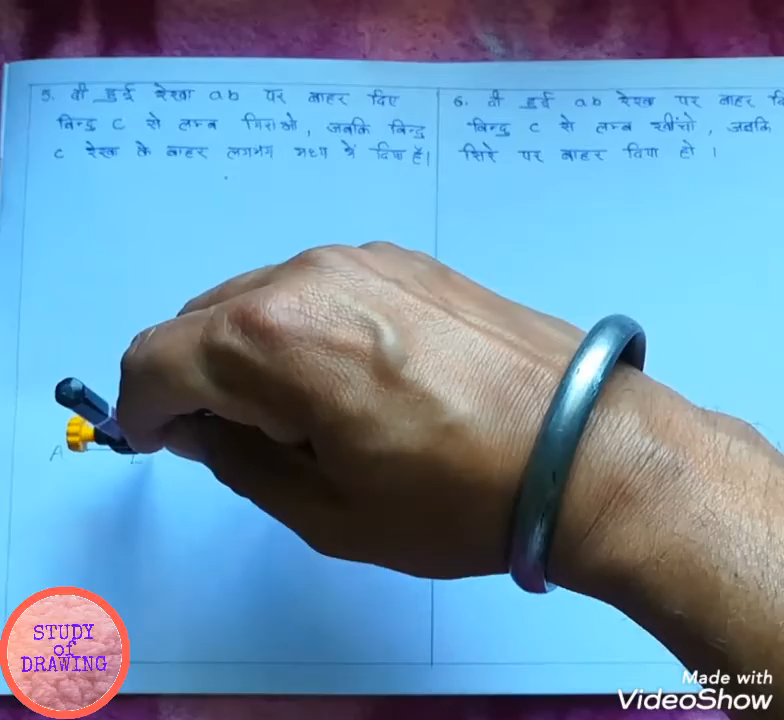 5. दी हुई रेखा ab पर बाहर दिए
बिन्दु c से लम्ब गिराओ, जबकि बिन्दु
c रेखा के बाहर लगभग मध्य में दिया है।
6. दी हुई ab रेखा पर बाहर
बिन्दु c से लम्ब खींचो, जबकि
सिरे पर बाहर दिया हो।
A
STUDY
of
DRAWING
Made with
VideoShow